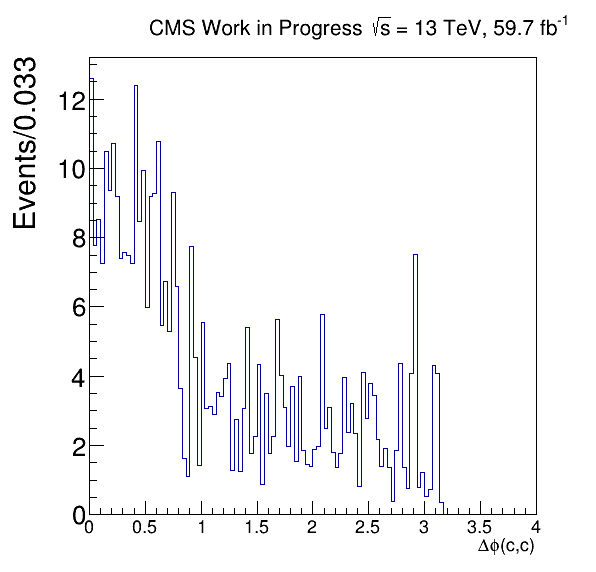 CMS Work in Progress √s = 13 TeV, 59.7 fb⁻¹
Events/0.033
12
10
8
6
4
2
0
0 0.5 1 1.5 2 2.5 3 3.5 4
Δϕ(c,c)